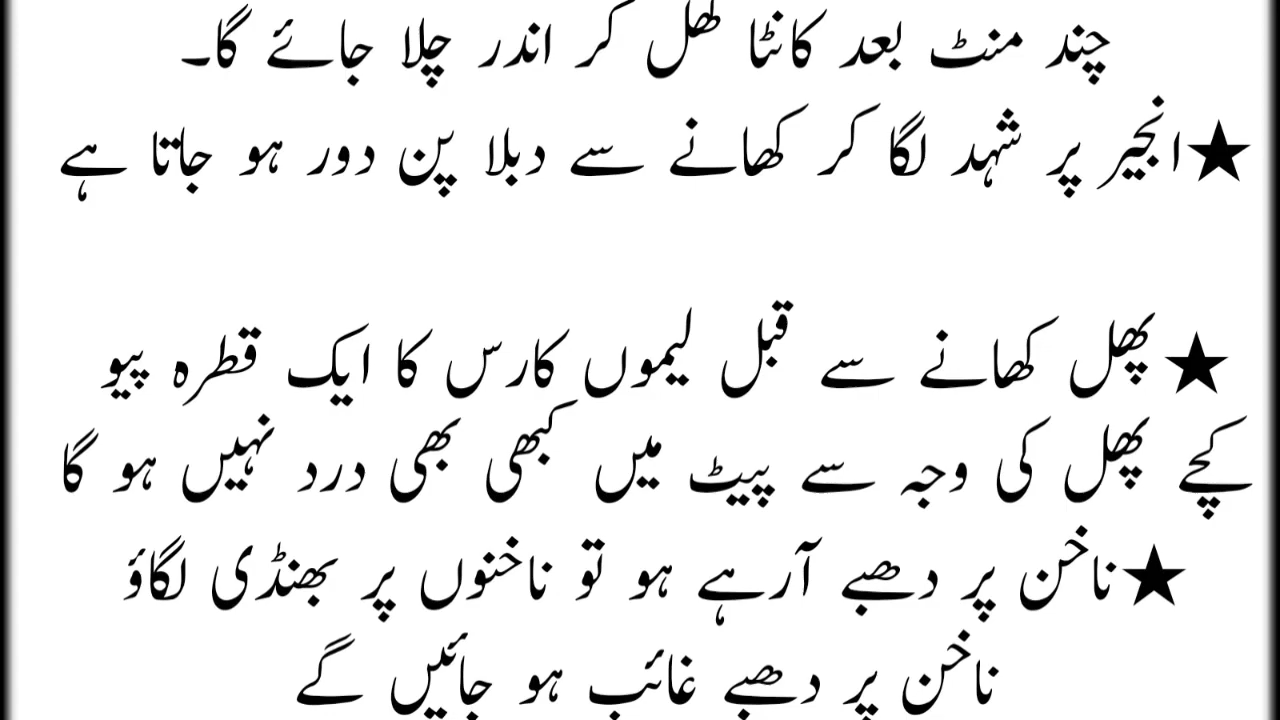 چند منٹ بعد کانٹا گھل کر اندر چلا جائے گا۔
★انجیر پر شہد لگا کر کھانے سے دبلا پن دور ہو جاتا ہے
★ پھل کھانے سے قبل لیموں کارس کا ایک قطرہ پیو
کچے پھل کی وجہ سے پیٹ میں کبھی بھی درد نہیں ہو گا
★ناخن پر دھبے آرہے ہو تو ناخنوں پر بھنڈی لگاؤ
ناخن پر دھبے غائب ہو جائیں گے